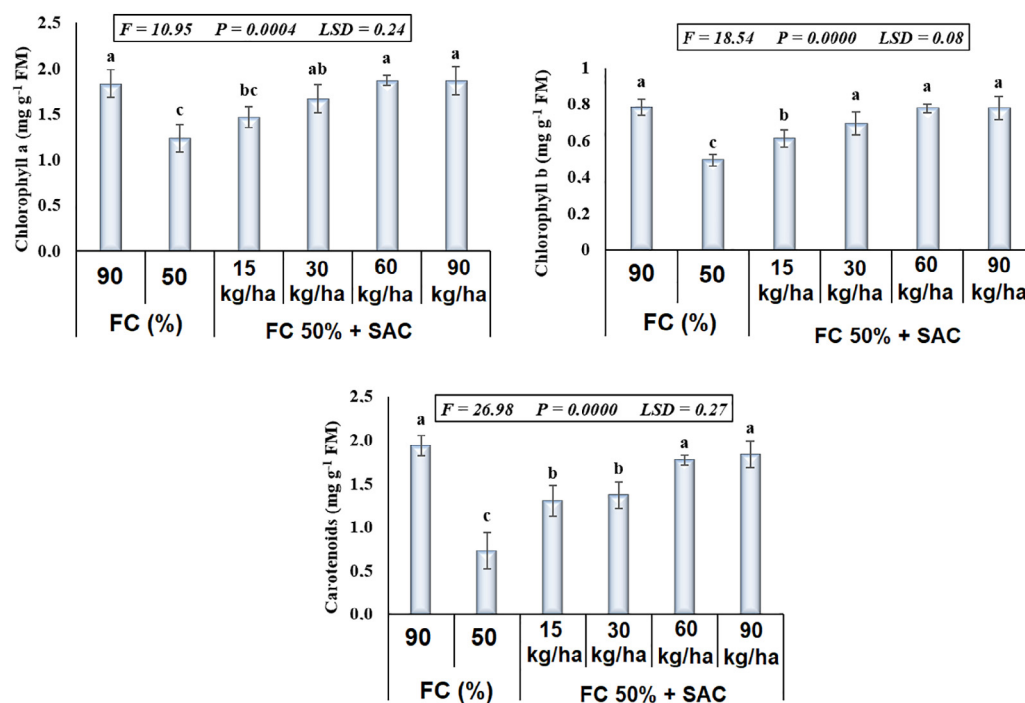 F = 10.95 P = 0.0004 LSD = 0.24
Chlorophyll a (mg g⁻¹ FM)
2.5
2.0
1.5
1.0
0.5
0.0
a
c
bc
ab
a
a
90 50 15 kg/ha 30 kg/ha 60 kg/ha 90 kg/ha
FC (%) FC 50% + SAC
F = 18.54 P = 0.0000 LSD = 0.08
Chlorophyll b (mg g⁻¹ FM)
1
0.8
0.6
0.4
0.2
0
a
c
b
a
a
a
90 50 15 kg/ha 30 kg/ha 60 kg/ha 90 kg/ha
FC (%) FC 50% + SAC
F = 26.98 P = 0.0000 LSD = 0.27
Carotenoids (mg g⁻¹ FM)
2.5
2.0
1.5
1.0
0.5
0.0
a
c
b
b
a
a
90 50 15 kg/ha 30 kg/ha 60 kg/ha 90 kg/ha
FC (%) FC 50% + SAC